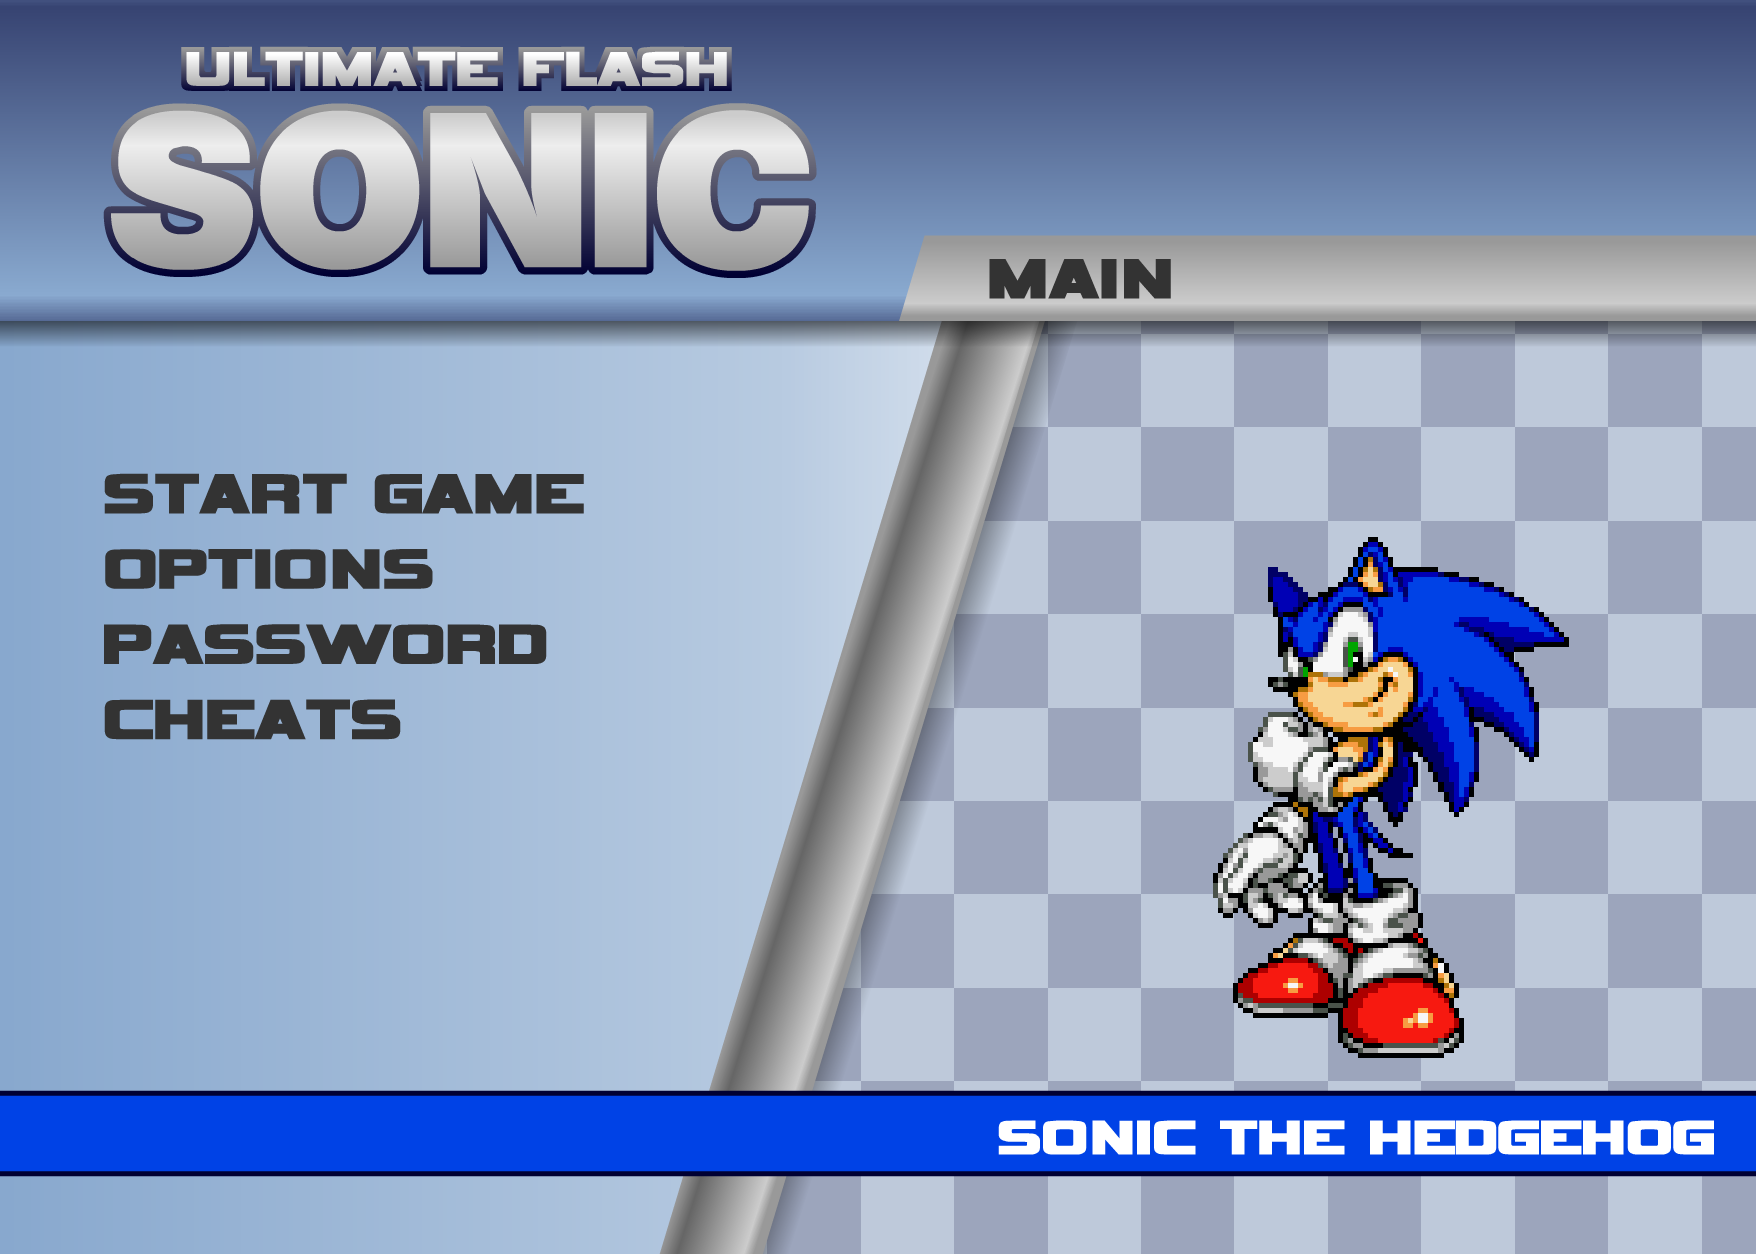 ULTIMATE FLASH
SONIC
MAIN
START GAME
OPTIONS
PASSWORD
CHEATS
SONIC THE HEDGEHOG